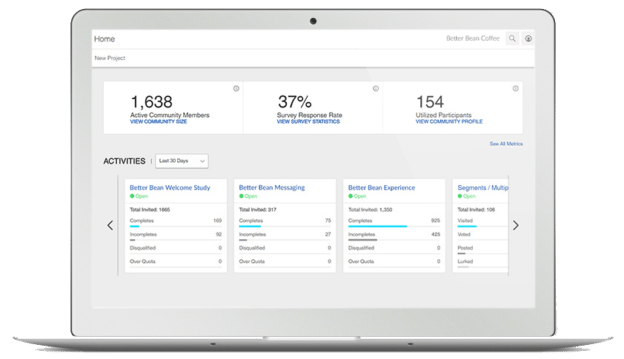 Home
Better Bean Coffee
New Project
1,638
Active Community Members
VIEW COMMUNITY SIZE
37%
Survey Response Rate
VIEW SURVEY STATISTICS
154
Utilized Participants
VIEW COMMUNITY PROFILE
See All Metrics
ACTIVITIES | Last 30 Days
Better Bean Welcome Study
Open
Total Invited: 1665
Completes 159
Incompletes 92
Disqualified 0
Over Quota 0
Better Bean Messaging
Open
Total Invited: 317
Completes 75
Incompletes 27
Disqualified 0
Over Quota 0
Better Bean Experience
Open
Total Invited: 1,350
Completes 925
Incompletes 425
Disqualified 0
Over Quota 0
Segments / Multip
Open
Total Invited: 106
Visited
Voted
Posted
Lurked